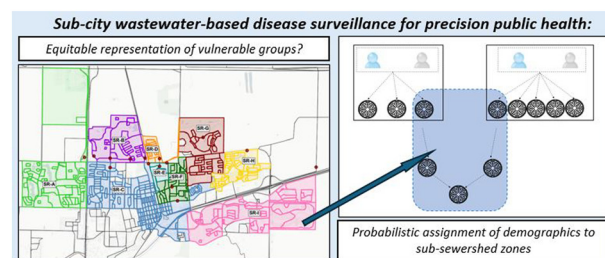 Sub-city wastewater-based disease surveillance for precision public health:
Equitable representation of vulnerable groups?
SR-A
SR-B
SR-C
SR-D
SR-E
SR-F
SR-G
SR-H
SR-I
Probabilistic assignment of demographics to
sub-sewershed zones